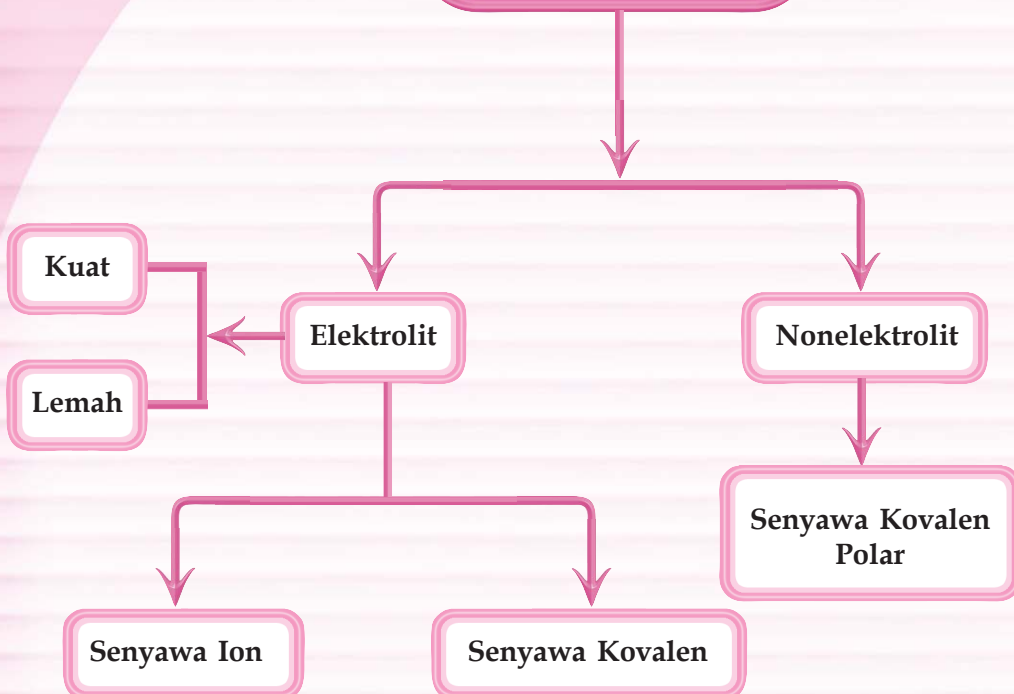 Kuat
Elektrolit
Nonelektrolit
Lemah
Senyawa Kovalen
Polar
Senyawa Ion
Senyawa Kovalen